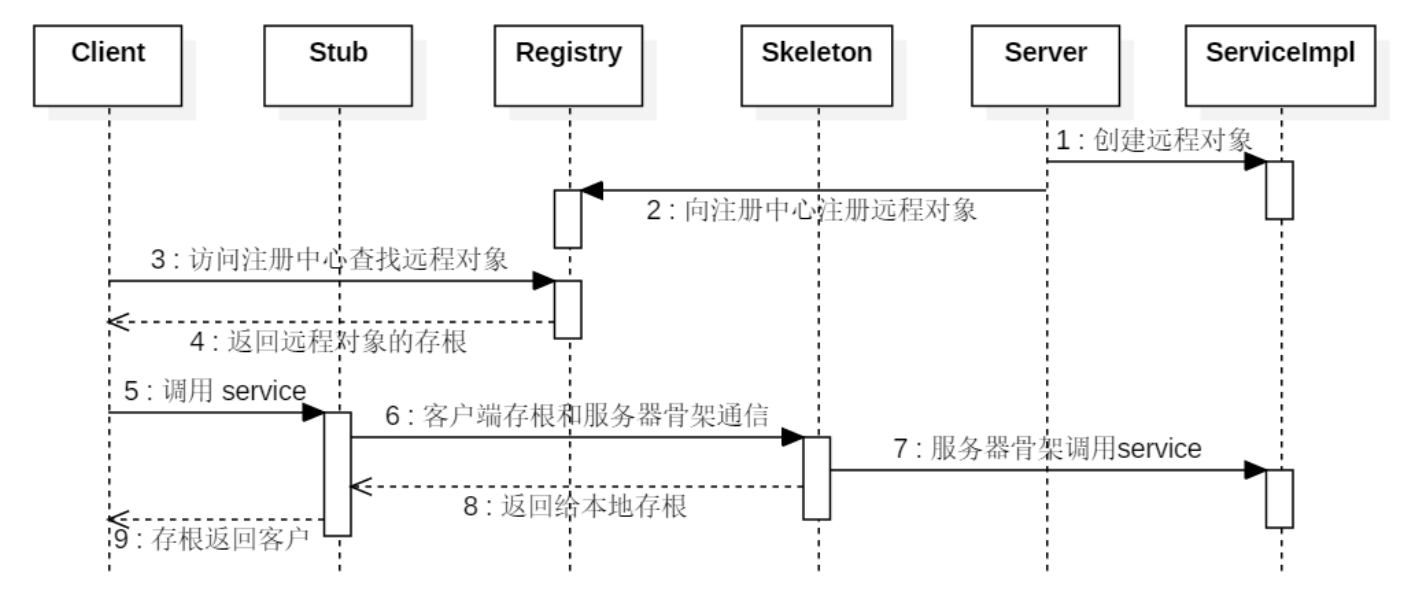 Client
Stub
Registry
Skeleton
Server
ServiceImpl
1 : 创建远程对象
2 : 向注册中心注册远程对象
3 : 访问注册中心查找远程对象
4 : 返回远程对象的存根
5 : 调用 service
6 : 客户端存根和服务器骨架通信
7 : 服务器骨架调用service
8 : 返回给本地存根
9 : 存根返回客户